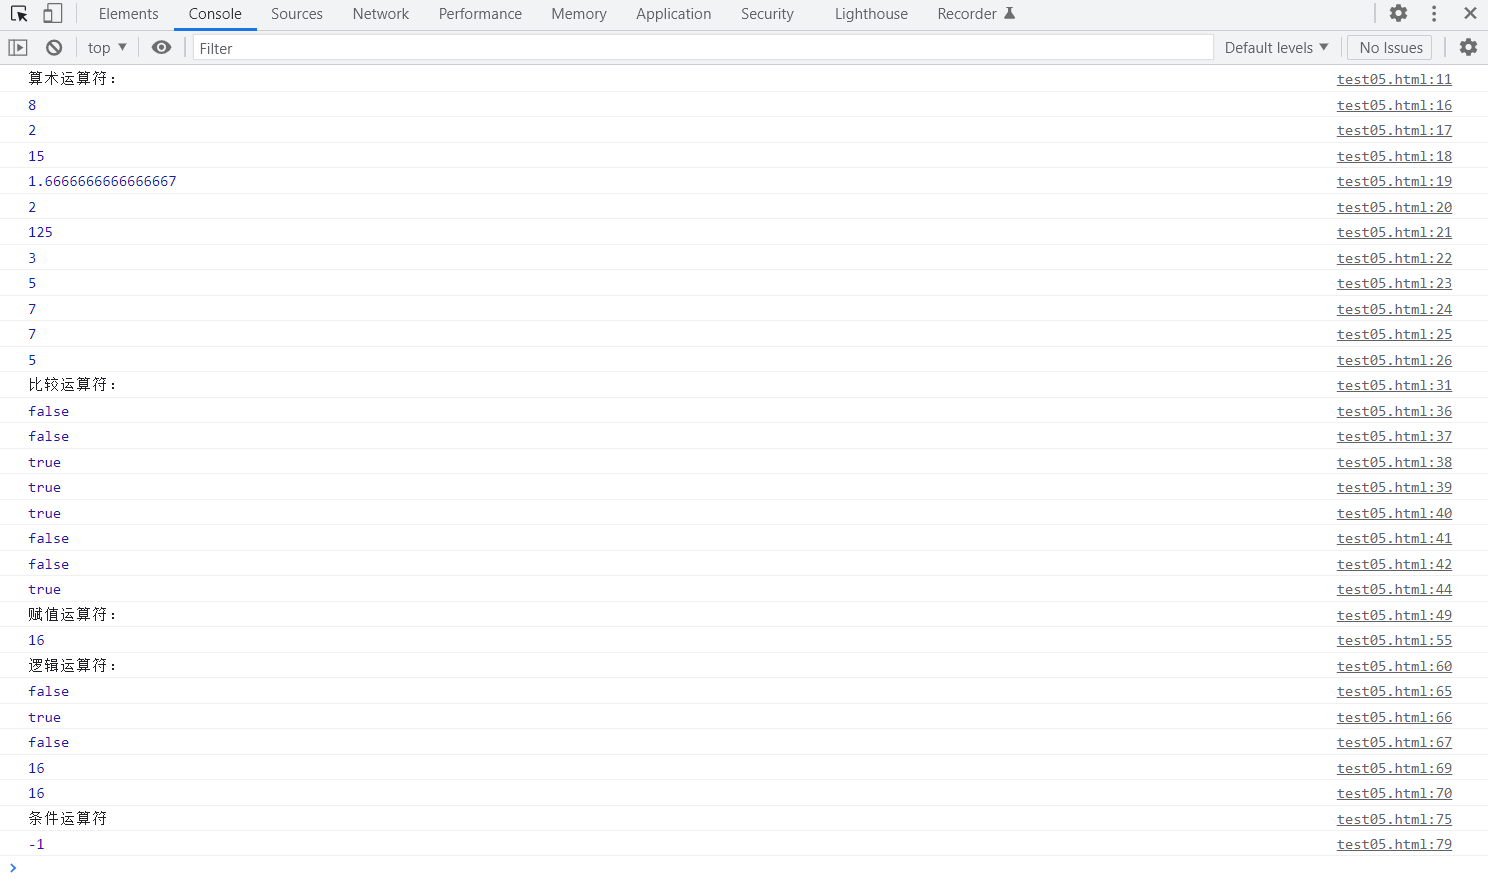 Elements Console Sources Network Performance Memory Application Security Lighthouse Recorder
top Filter Default levels No Issues
算术运算符: test05.html:11
8 test05.html:16
2 test05.html:17
15 test05.html:18
1.6666666666666667 test05.html:19
2 test05.html:20
125 test05.html:21
3 test05.html:22
5 test05.html:23
7 test05.html:24
7 test05.html:25
5 test05.html:26
比较运算符: test05.html:31
false test05.html:36
false test05.html:37
true test05.html:38
true test05.html:39
true test05.html:40
false test05.html:41
false test05.html:42
true test05.html:44
赋值运算符: test05.html:49
16 test05.html:55
逻辑运算符: test05.html:60
false test05.html:65
true test05.html:66
false test05.html:67
16 test05.html:69
16 test05.html:70
条件运算符 test05.html:75
-1 test05.html:79